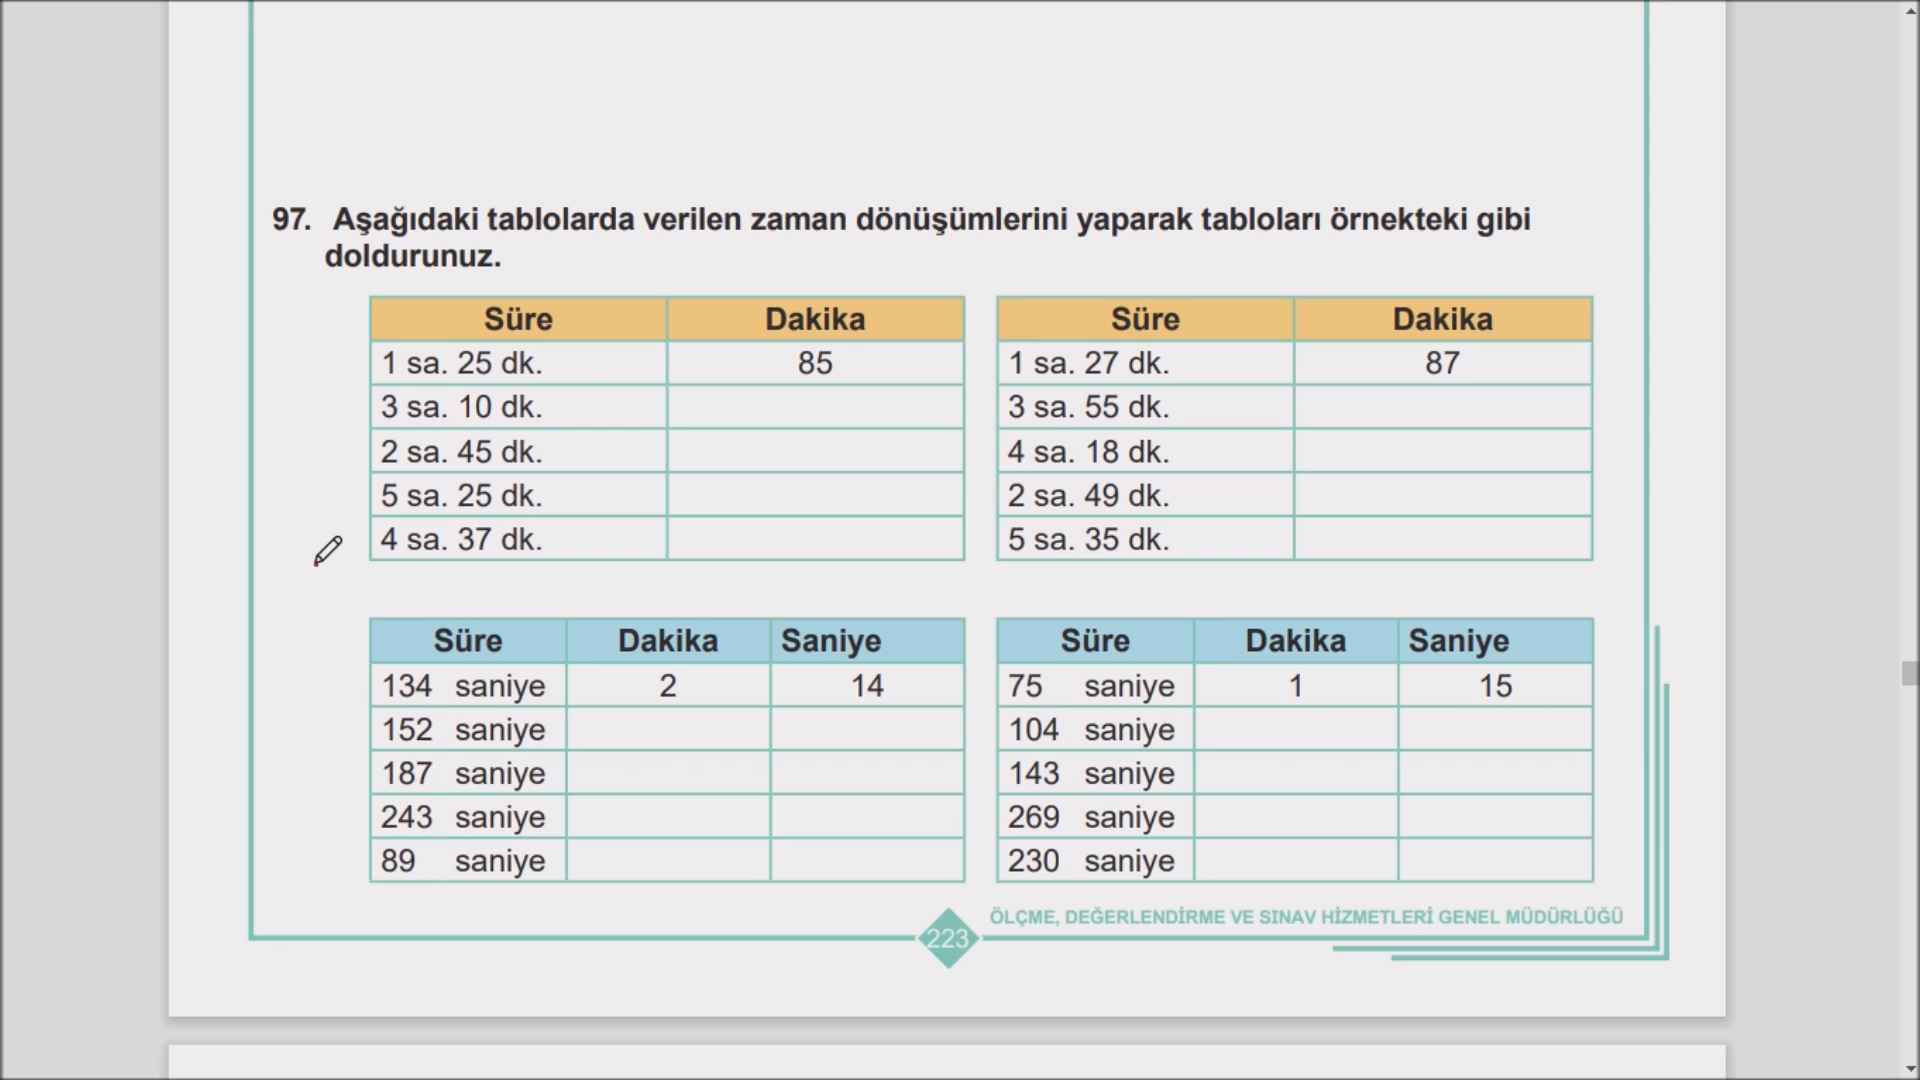 97. Aşağıdaki tablolarda verilen zaman dönüşümlerini yaparak tabloları örnekteki gibi
doldurunuz.
Süre Dakika
1 sa. 25 dk. 85
3 sa. 10 dk.
2 sa. 45 dk.
5 sa. 25 dk.
4 sa. 37 dk.
Süre Dakika
1 sa. 27 dk. 87
3 sa. 55 dk.
4 sa. 18 dk.
2 sa. 49 dk.
5 sa. 35 dk.
Süre Dakika Saniye
134 saniye 2 14
152 saniye
187 saniye
243 saniye
89 saniye
Süre Dakika Saniye
75 saniye 1 15
104 saniye
143 saniye
269 saniye
230 saniye
ÖLÇME, DEĞERLENDİRME VE SINAV HİZMETLERİ GENEL MÜDÜRLÜĞÜ
223